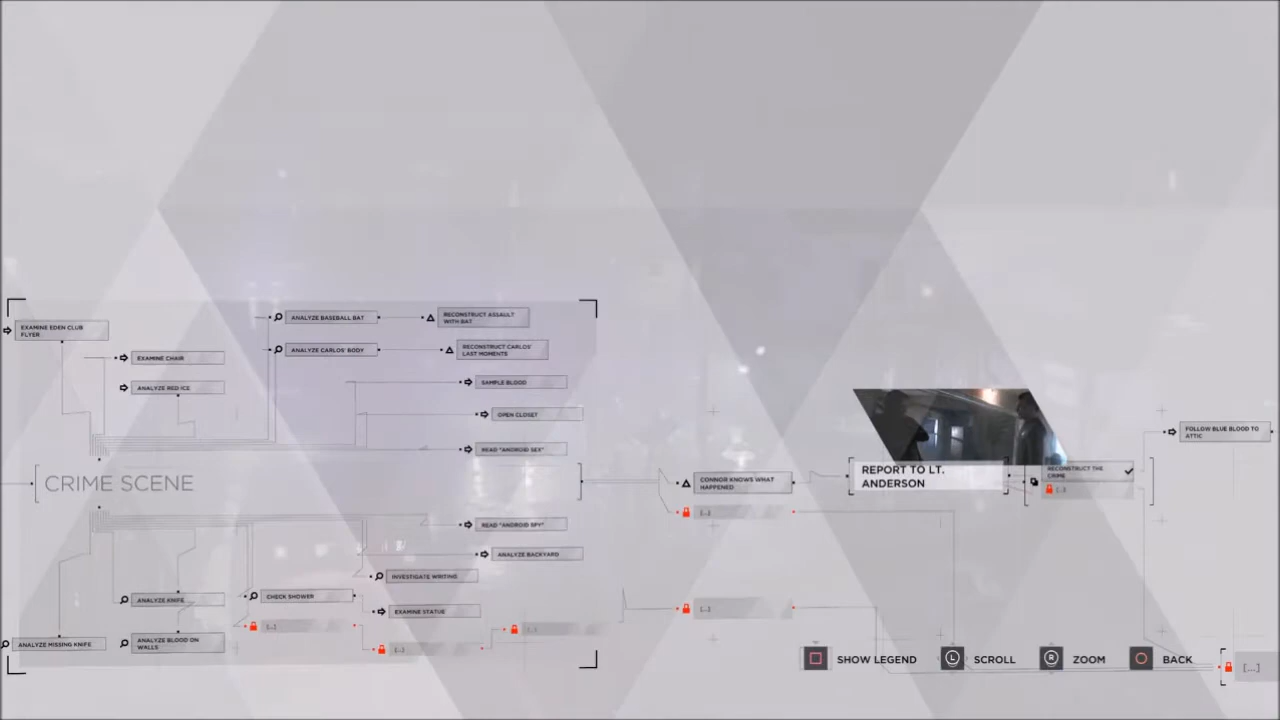 EXAMINE EDEN CLUB
FLYER
ANALYZE BASEBALL BAT
RECONSTRUCT ASSAULT
WITH BAT
EXAMINE CHAIR
ANALYZE CARLOS' BODY
RECONSTRUCT CARLOS'
LAST MOMENTS
ANALYZE RED ICE
SAMPLE BLOOD
OPEN CLOSET
READ "ANDROID SEX"
CRIME SCENE
CONNOR KNOWS WHAT
HAPPENED
[...]
REPORT TO LT.
ANDERSON
RECONSTRUCT THE
CRIME
[...]
FOLLOW BLUE BLOOD TO
ATTIC
READ "ANDROID SPY"
ANALYZE BACKYARD
INVESTIGATE WRITING
ANALYZE KNIFE
CHECK SHOWER
EXAMINE STATUE
[...]
[...]
[...]
[...]
ANALYZE MISSING KNIFE
ANALYZE BLOOD ON
WALLS
SHOW LEGEND
L
SCROLL
R
ZOOM
BACK
[...]